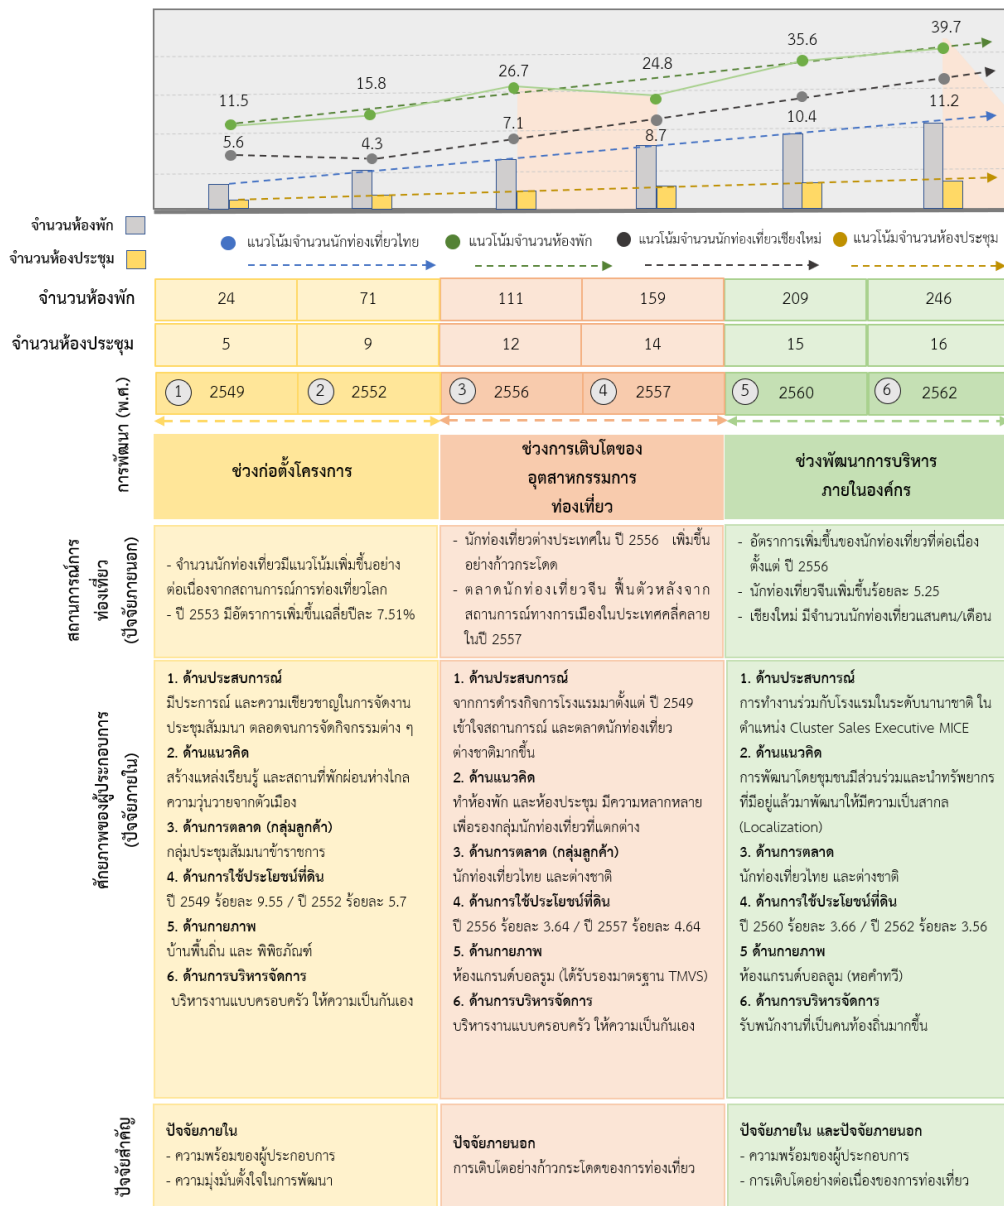 39.7
35.6
26.7
24.8
15.8
11.5
11.2
10.4
7.1
8.7
5.6
4.3
จำนวนห้องพัก
จำนวนห้องประชุม
แนวโน้มจำนวนนักท่องเที่ยวไทย
แนวโน้มจำนวนห้องพัก
แนวโน้มจำนวนนักท่องเที่ยวเชียงใหม่
แนวโน้มจำนวนห้องประชุม
จำนวนห้องพัก 24 71 111 159 209 246
จำนวนห้องประชุม 5 9 12 14 15 16
การพัฒนา (พ.ศ.)
1 2549 2 2552 3 2556 4 2557 5 2560 6 2562
ช่วงก่อตั้งโครงการ
ช่วงการเติบโตของ
อุตสาหกรรมการ
ท่องเที่ยว
ช่วงพัฒนาการบริหาร
ภายในองค์กร
สถานการณ์การ
ท่องเที่ยว
(ปัจจัยภายนอก)
- จำนวนนักท่องเที่ยวมีแนวโน้มเพิ่มขึ้นอย่าง
ต่อเนื่องจากสถานการณ์การท่องเที่ยวโลก
- ปี 2553 มีอัตราการเพิ่มขึ้นเฉลี่ยปีละ 7.51%
- นักท่องเที่ยวต่างประเทศใน ปี 2556 เพิ่มขึ้น
อย่างก้าวกระโดด
- ตลาดนักท่องเที่ยวจีน ฟื้นตัวหลังจาก
สถานการณ์ทางการเมืองในประเทศคลี่คลาย
ในปี 2557
- อัตราการเพิ่มขึ้นของนักท่องเที่ยวที่ต่อเนื่อง
ตั้งแต่ ปี 2556
- นักท่องเที่ยวจีนเพิ่มขึ้นร้อยละ 5.25
- เชียงใหม่ มีจำนวนนักท่องเที่ยวแสนคน/เดือน
ศักยภาพของผู้ประกอบการ
(ปัจจัยภายใน)
1. ด้านประสบการณ์
มีประการณ์ และความเชียวชาญในการจัดงาน
ประชุมสัมมนา ตลอดจนการจัดกิจกรรมต่าง ๆ
2. ด้านแนวคิด
สร้างแหล่งเรียนรู้ และสถานที่พักผ่อนห่างไกล
ความวุ่นวายจากตัวเมือง
3. ด้านการตลาด (กลุ่มลูกค้า)
กลุ่มประชุมสัมมนาข้าราชการ
4. ด้านการใช้ประโยชน์ที่ดิน
ปี 2549 ร้อยละ 9.55 / ปี 2552 ร้อยละ 5.7
5. ด้านกายภาพ
บ้านพื้นถิ่น และ พิพิธภัณฑ์
6. ด้านการบริหารจัดการ
บริหารงานแบบครอบครัว ให้ความเป็นกันเอง
1. ด้านประสบการณ์
จากการดำรงกิจการโรงแรมมาตั้งแต่ ปี 2549
เข้าใจสถานการณ์ และตลาดนักท่องเที่ยว
ต่างชาติมากขึ้น
2. ด้านแนวคิด
ทำห้องพัก และห้องประชุม มีความหลากหลาย
เพื่อรองกลุ่มนักท่องเที่ยวที่แตกต่าง
3. ด้านการตลาด (กลุ่มลูกค้า)
นักท่องเที่ยวไทย และต่างชาติ
4. ด้านการใช้ประโยชน์ที่ดิน
ปี 2556 ร้อยละ 3.64 / ปี 2557 ร้อยละ 4.64
5. ด้านกายภาพ
ห้องแกรนด์บอลรูม (ได้รับรองมาตรฐาน TMVS)
6. ด้านการบริหารจัดการ
บริหารงานแบบครอบครัว ให้ความเป็นกันเอง
1. ด้านประสบการณ์
การทำงานร่วมกับโรงแรมในระดับนานาชาติ ใน
ตำแหน่ง Cluster Sales Executive MICE
2. ด้านแนวคิด
การพัฒนาโดยชุมชนมีส่วนร่วมและนำทรัพยากร
ที่มีอยู่แล้วมาพัฒนาให้มีความเป็นสากล
(Localization)
3. ด้านการตลาด
นักท่องเที่ยวไทย และต่างชาติ
4. ด้านการใช้ประโยชน์ที่ดิน
ปี 2560 ร้อยละ 3.66 / ปี 2562 ร้อยละ 3.56
5 ด้านกายภาพ
ห้องแกรนด์บอลลูม (หอคำทวี)
6. ด้านการบริหารจัดการ
รับพนักงานที่เป็นคนท้องถิ่นมากขึ้น
ปัจจัยสำคัญ
ปัจจัยภายใน
- ความพร้อมของผู้ประกอบการ
- ความมุ่งมั่นตั้งใจในการพัฒนา
ปัจจัยภายนอก
การเติบโตอย่างก้าวกระโดดของการท่องเที่ยว
ปัจจัยภายใน และปัจจัยภายนอก
- ความพร้อมของผู้ประกอบการ
- การเติบโตอย่างต่อเนื่องของการท่องเที่ยว